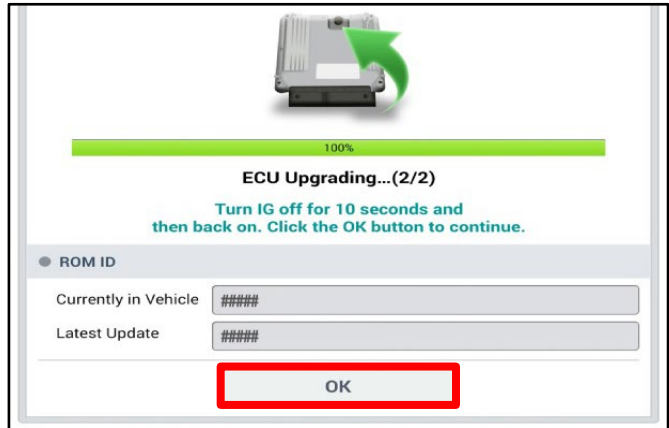 100%
ECU Upgrading...(2/2)
Turn IG off for 10 seconds and
then back on. Click the OK button to continue.
ROM ID
Currently in Vehicle #####
Latest Update #####
OK